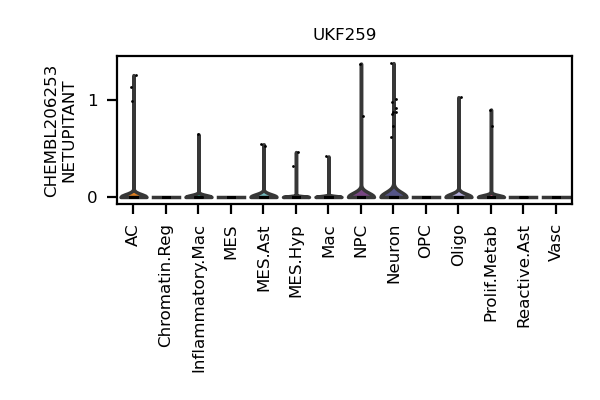 UKF259
CHEMBL206253
NETUPITANT
1
0
AC
Chromatin.Reg
Inflammatory.Mac
MES
MES.Ast
MES.Hyp
Mac
NPC
Neuron
OPC
Oligo
Prolif.Metab
Reactive.Ast
Vasc